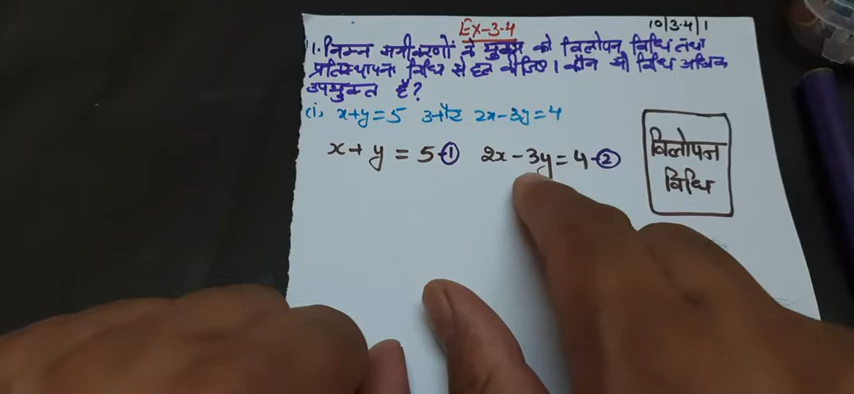 Ex-3.4
10/3.4/1
1. निम्न समीकरणों के युग्म को विलोपन विधि तथा
प्रतिस्थापना विधि से हल कीजिए। कौन सी विधि अधिक
उपयुक्त है?
(i) x+y=5 और 2x-3y=4
x+y=5-① 2x-3y=4-②
विलोपन
विधि